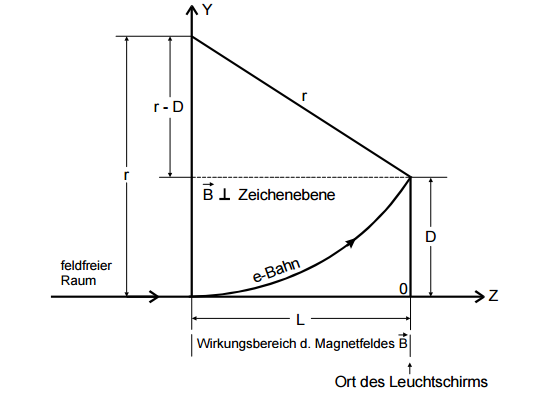 Y
r
r - D
r
B ⊥ Zeichenebene
D
feldfreier
Raum
e-Bahn
0
Z
L
Wirkungsbereich d. Magnetfeldes B
Ort des Leuchtschirms